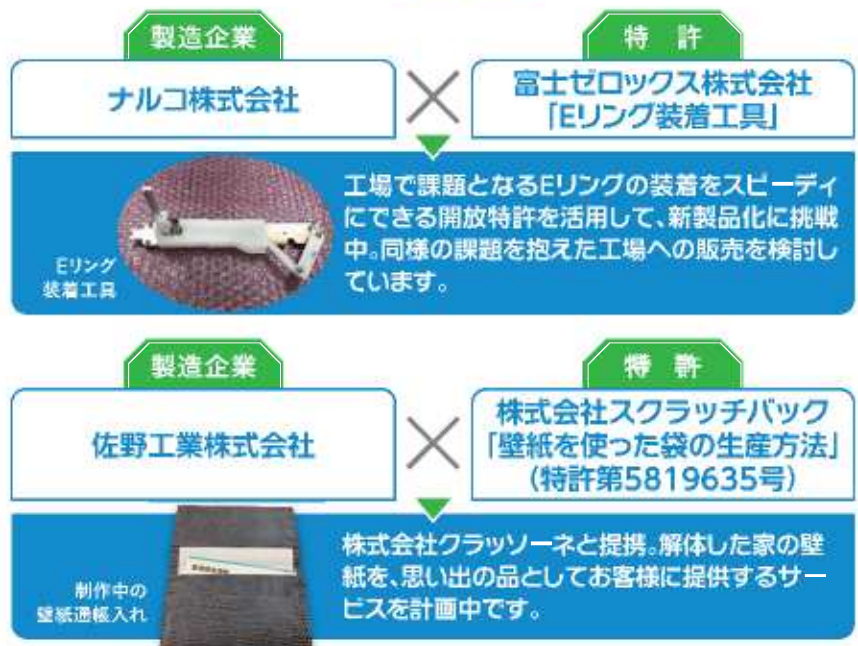 製造企業
特 許
ナルコ株式会社
富士ゼロックス株式会社
「Eリング装着工具」
工場で課題となるEリングの装着をスピーディ
にできる開放特許を活用して、新製品化に挑戦
中。同様の課題を抱えた工場への販売を検討し
ています。
Eリング
装着工具
製造企業
特 許
佐野工業株式会社
株式会社スクラッチバック
「壁紙を使った袋の生産方法」
(特許第5819635号)
株式会社クラッソーネと提携。解体した家の壁
紙を、思い出の品としてお客様に提供するサー
ビスを計画中です。
制作中の
壁紙通帳入れ